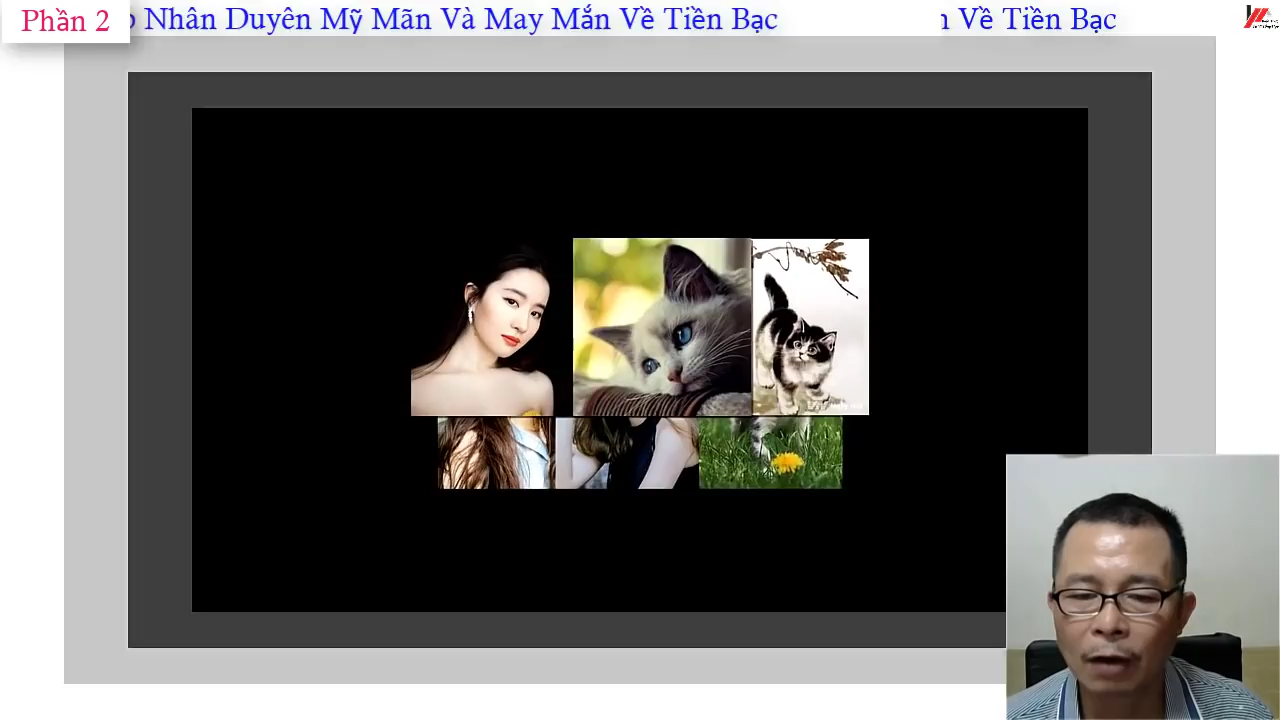 Phần 2
Nhân Duyên Mỹ Mãn Và May Mắn Về Tiền Bạc
Về Tiền Bạc